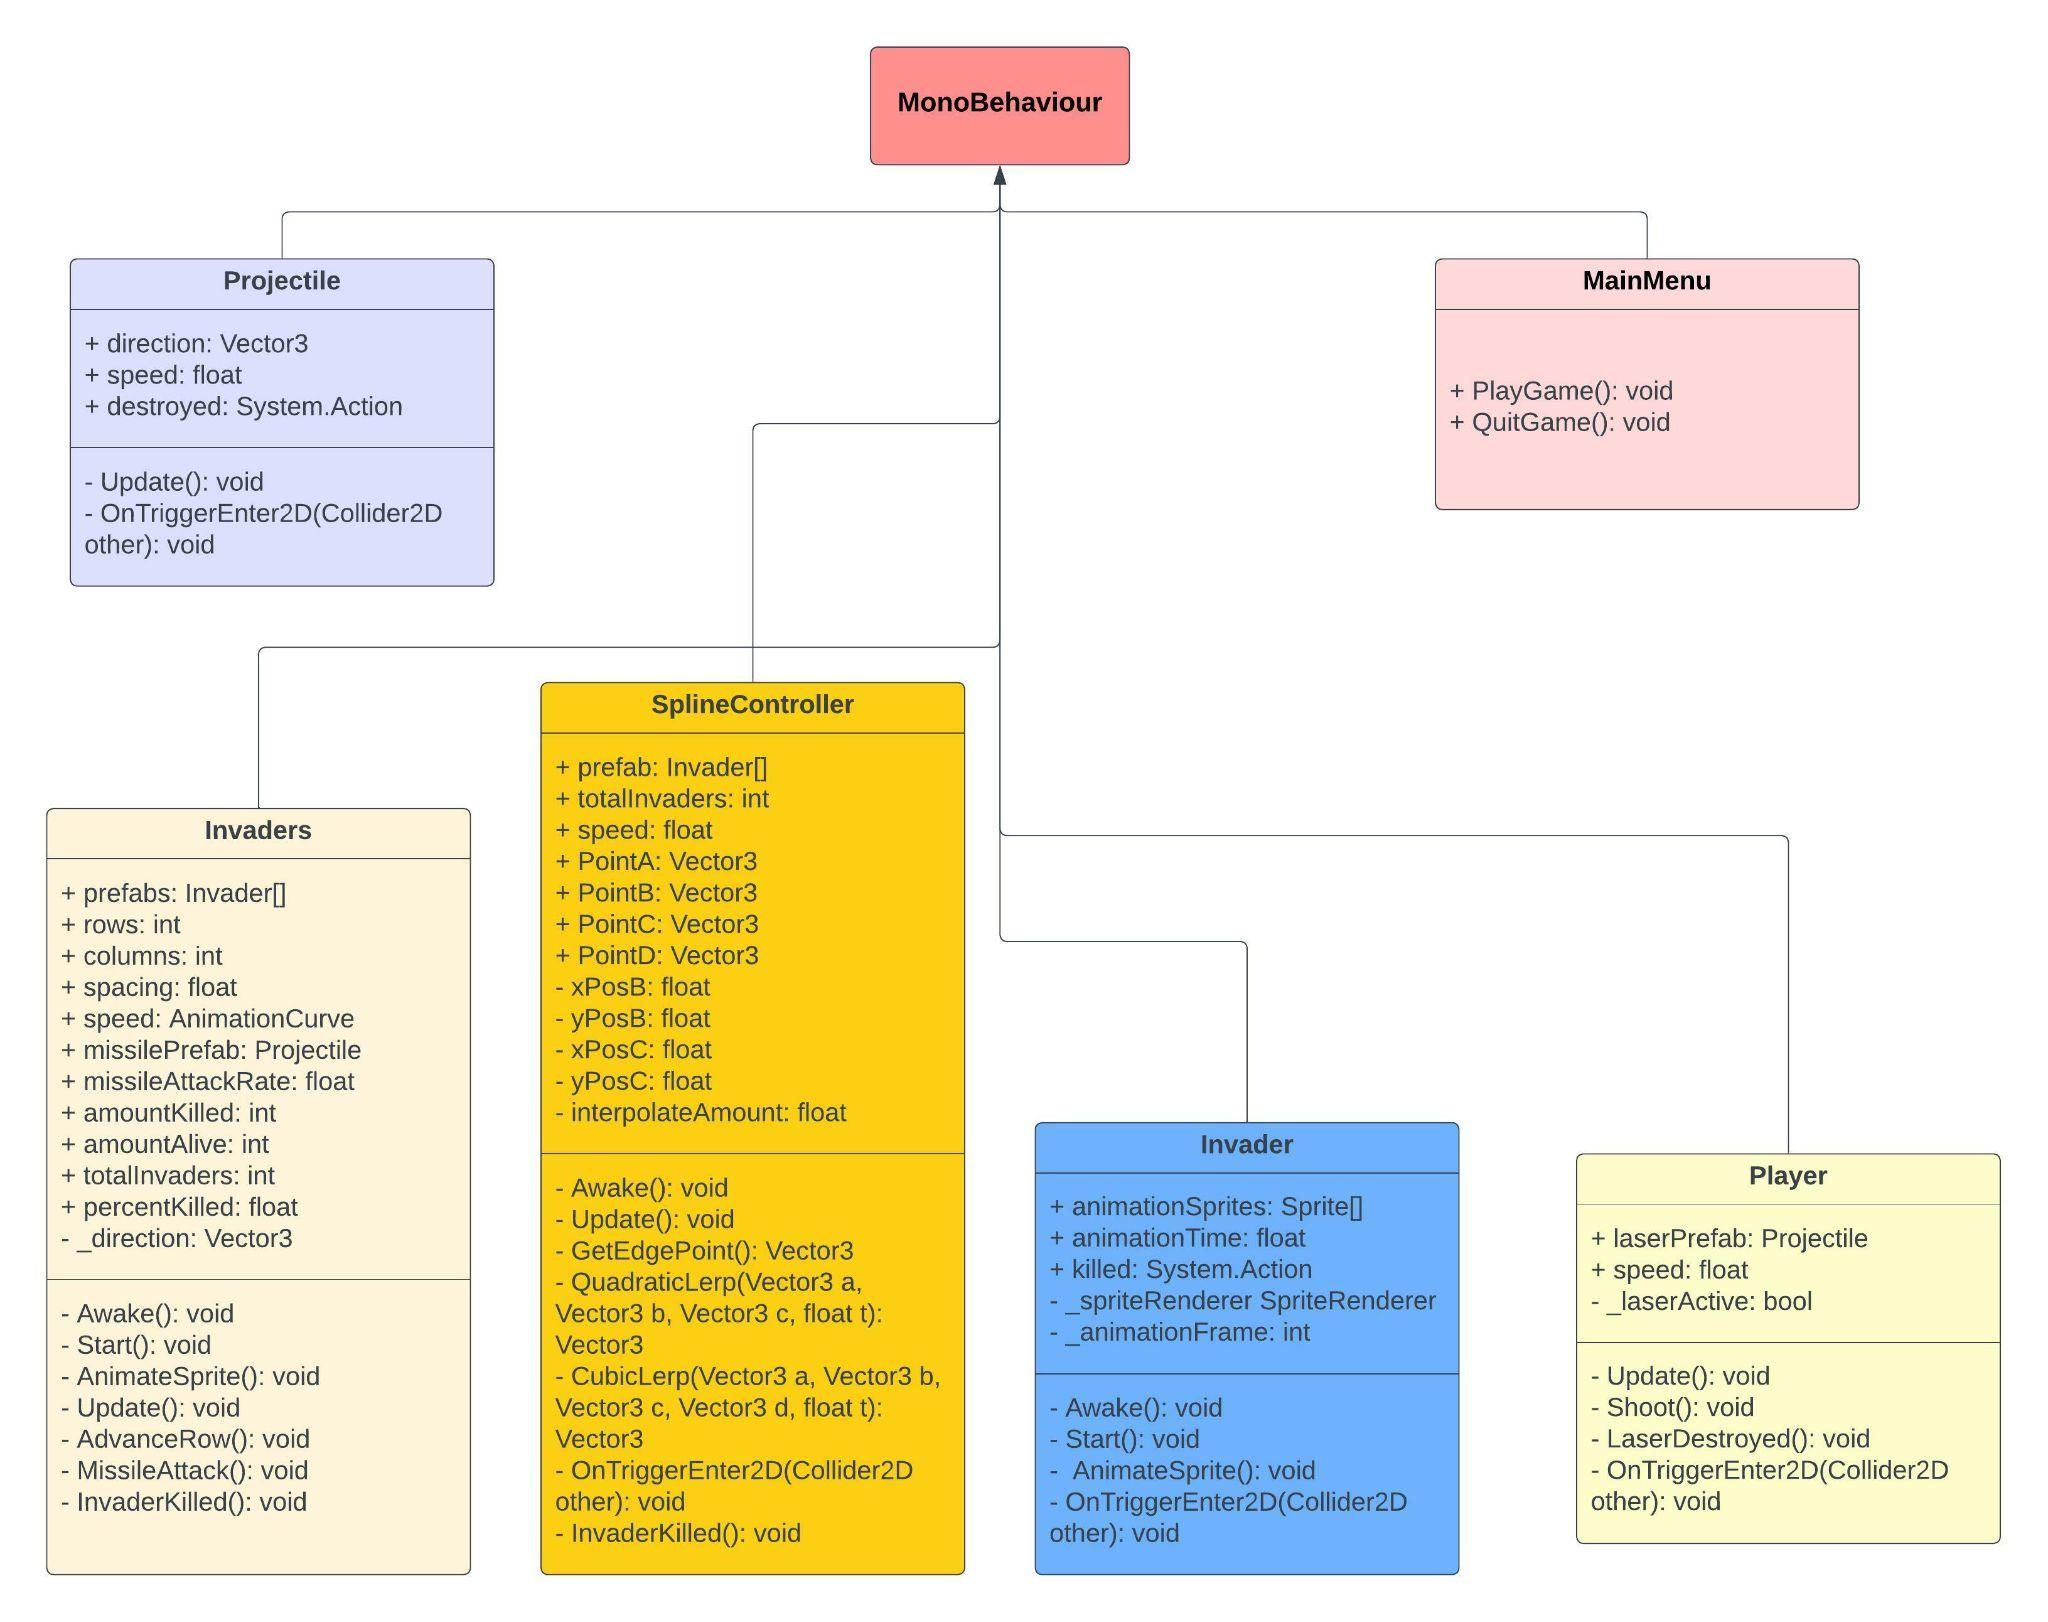 MonoBehaviour
Projectile
+ direction: Vector3
+ speed: float
+ destroyed: System.Action
- Update(): void
- OnTriggerEnter2D(Collider2D
other): void
MainMenu
+ PlayGame(): void
+ QuitGame(): void
Invaders
+ prefabs: Invader[]
+ rows: int
+ columns: int
+ spacing: float
+ speed: AnimationCurve
+ missilePrefab: Projectile
+ missileAttackRate: float
+ amountKilled: int
+ amountAlive: int
+ totalInvaders: int
+ percentKilled: float
- _direction: Vector3
- Awake(): void
- Start(): void
- AnimateSprite(): void
- Update(): void
- AdvanceRow(): void
- MissileAttack(): void
- InvaderKilled(): void
SplineController
+ prefab: Invader[]
+ totalInvaders: int
+ speed: float
+ PointA: Vector3
+ PointB: Vector3
+ PointC: Vector3
+ PointD: Vector3
- xPosB: float
- yPosB: float
- xPosC: float
- yPosC: float
- interpolateAmount: float
- Awake(): void
- Update(): void
- GetEdgePoint(): Vector3
- QuadraticLerp(Vector3 a,
Vector3 b, Vector3 c, float t):
Vector3
- CubicLerp(Vector3 a, Vector3 b,
Vector3 c, Vector3 d, float t):
Vector3
- OnTriggerEnter2D(Collider2D
other): void
- InvaderKilled(): void
Invader
+ animationSprites: Sprite[]
+ animationTime: float
+ killed: System.Action
- _spriteRenderer SpriteRenderer
- _animationFrame: int
- Awake(): void
- Start(): void
-  AnimateSprite(): void
- OnTriggerEnter2D(Collider2D
other): void
Player
+ laserPrefab: Projectile
+ speed: float
- _laserActive: bool
- Update(): void
- Shoot(): void
- LaserDestroyed(): void
- OnTriggerEnter2D(Collider2D
other): void